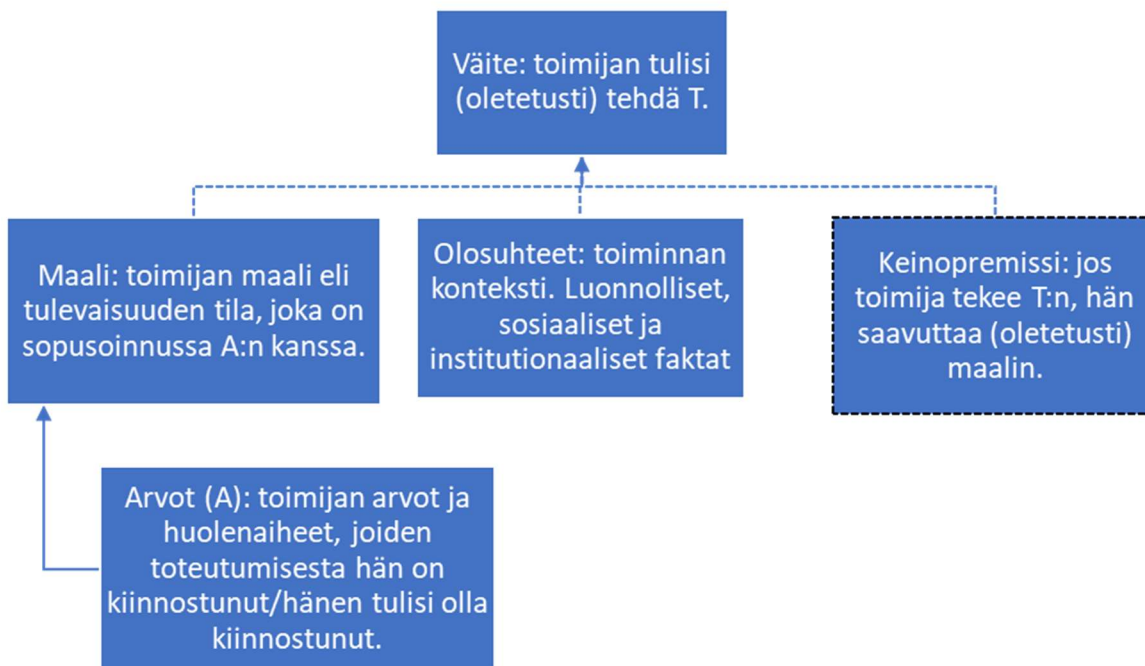 Väite: toimijan tulisi
(oletetusti) tehdä T.
Maali: toimijan maali eli
tulevaisuuden tila, joka on
sopusoinnussa A:n kanssa.
Olosuhteet: toiminnan
konteksti. Luonnolliset,
sosiaaliset ja
institutionaaliset faktat
Keinopremissi: jos
toimija tekee T:n, hän
saavuttaa (oletetusti)
maalin.
Arvot (A): toimijan arvot ja
huolenaiheet, joiden
toteutumisesta hän on
kiinnostunut/hänen tulisi olla
kiinnostunut.